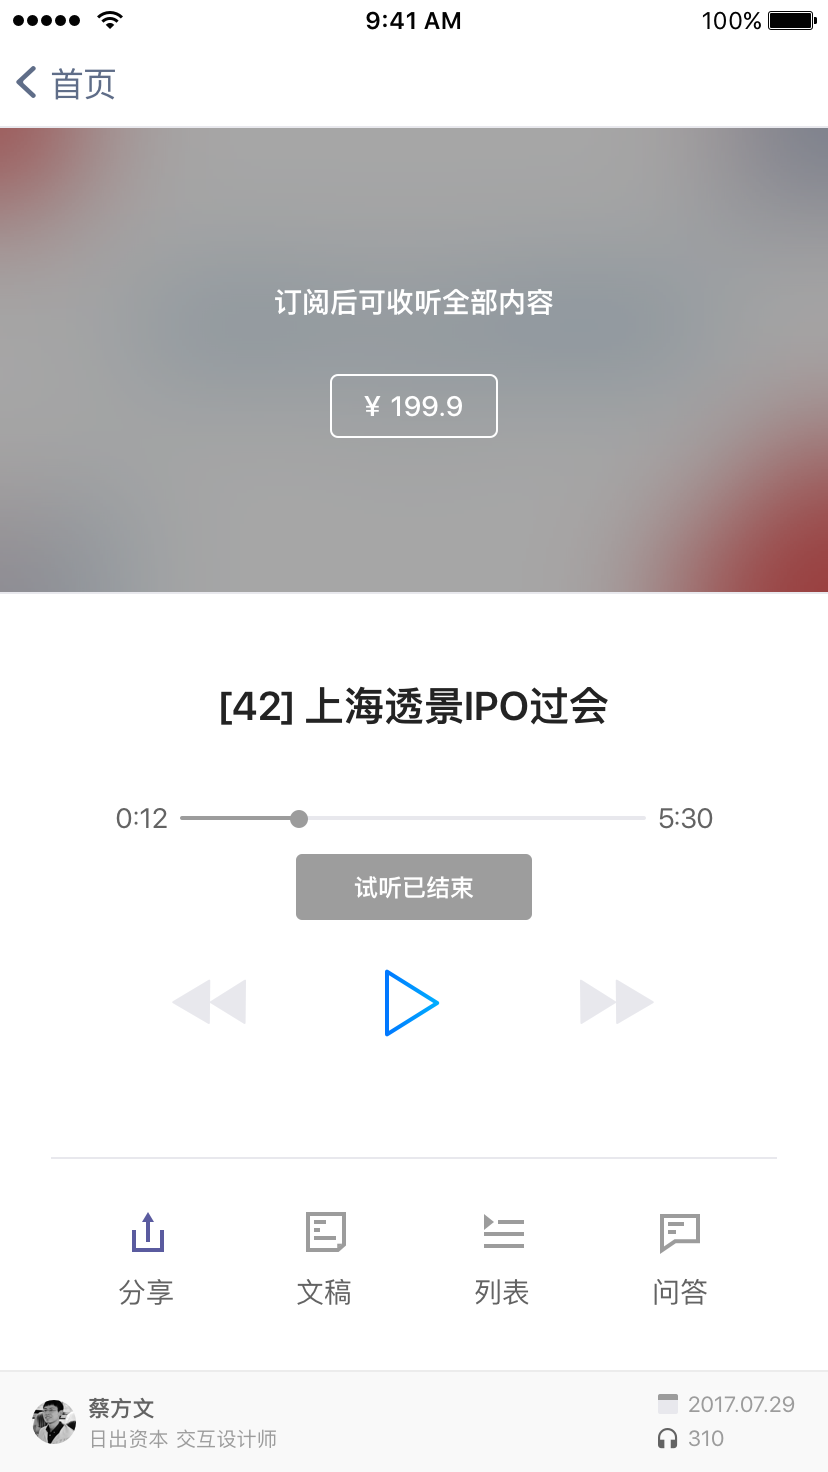 9:41 AM
100%
首页
订阅后可收听全部内容
¥ 199.9
[42] 上海透景IPO过会
0:12
5:30
试听已结束
分享
文稿
列表
问答
蔡方文
2017.07.29
日出资本 交互设计师
310